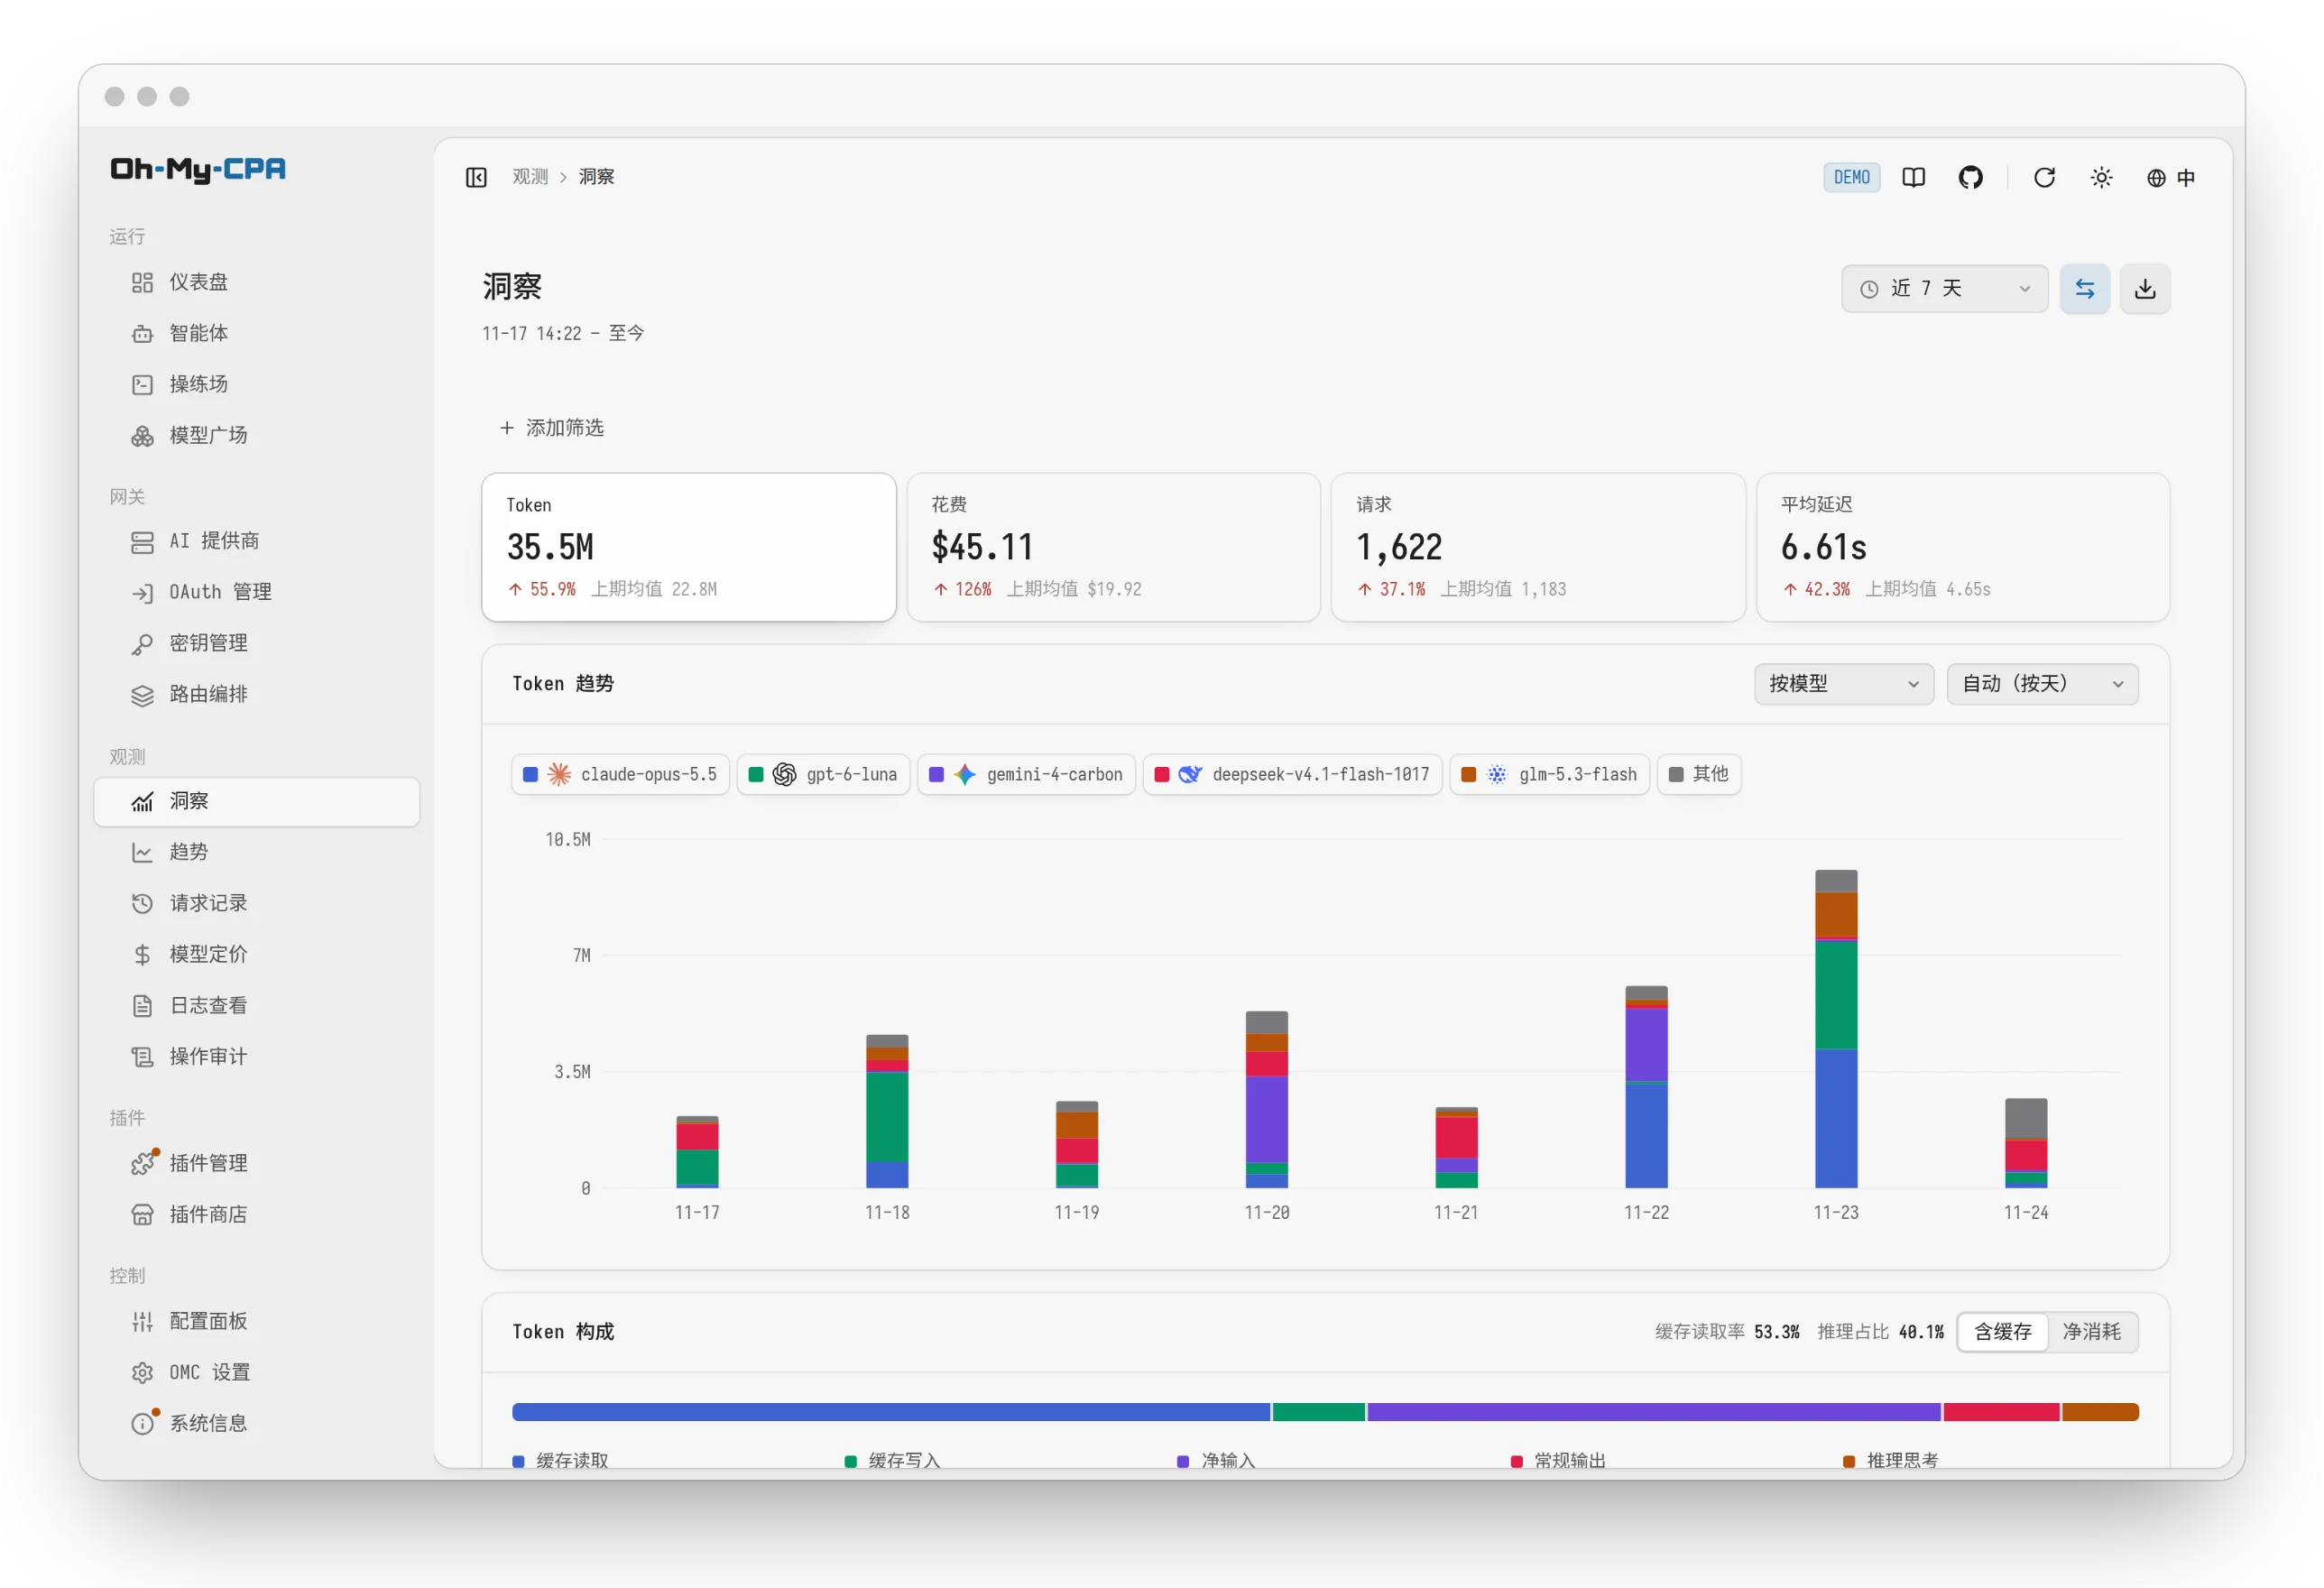 Oh-My-CPA
运行
仪表盘
智能体
操练场
模型广场
网关
AI 提供商
OAuth 管理
密钥管理
路由编排
观测
洞察
趋势
请求记录
模型定价
日志查看
操作审计
插件
插件管理
插件商店
控制
配置面板
OMC 设置
系统信息
观测 > 洞察
DEMO
中
洞察
11-17 14:22 – 至今
近 7 天
+ 添加筛选
Token
35.5M
↑ 55.9% 上期均值 22.8M
花费
$45.11
↑ 126% 上期均值 $19.92
请求
1,622
↑ 37.1% 上期均值 1,183
平均延迟
6.61s
↑ 42.3% 上期均值 4.65s
Token 趋势
按模型
自动（按天）
claude-opus-5.5
gpt-6-luna
gemini-4-carbon
deepseek-v4.1-flash-1017
glm-5.3-flash
其他
10.5M
7M
3.5M
0
11-17
11-18
11-19
11-20
11-21
11-22
11-23
11-24
Token 构成
缓存读取率 53.3% 推理占比 40.1%
含缓存
净消耗
缓存读取
缓存写入
净输入
常规输出
推理思考